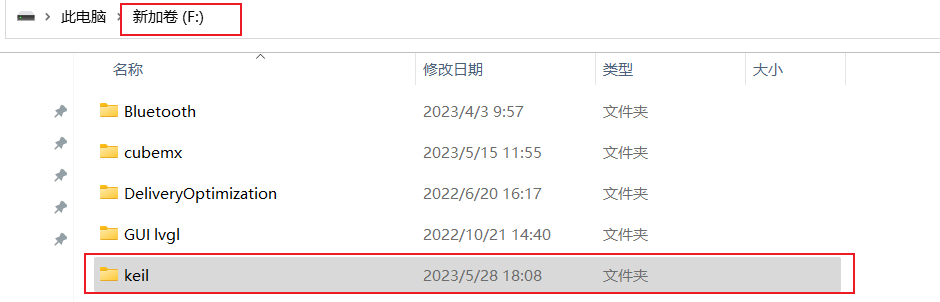 此电脑 > 新加卷 (F:)
名称 修改日期 类型 大小
Bluetooth 2023/4/3 9:57 文件夹
cubemx 2023/5/15 11:55 文件夹
DeliveryOptimization 2022/6/20 16:17 文件夹
GUI lvgl 2022/10/21 14:40 文件夹
keil 2023/5/28 18:08 文件夹